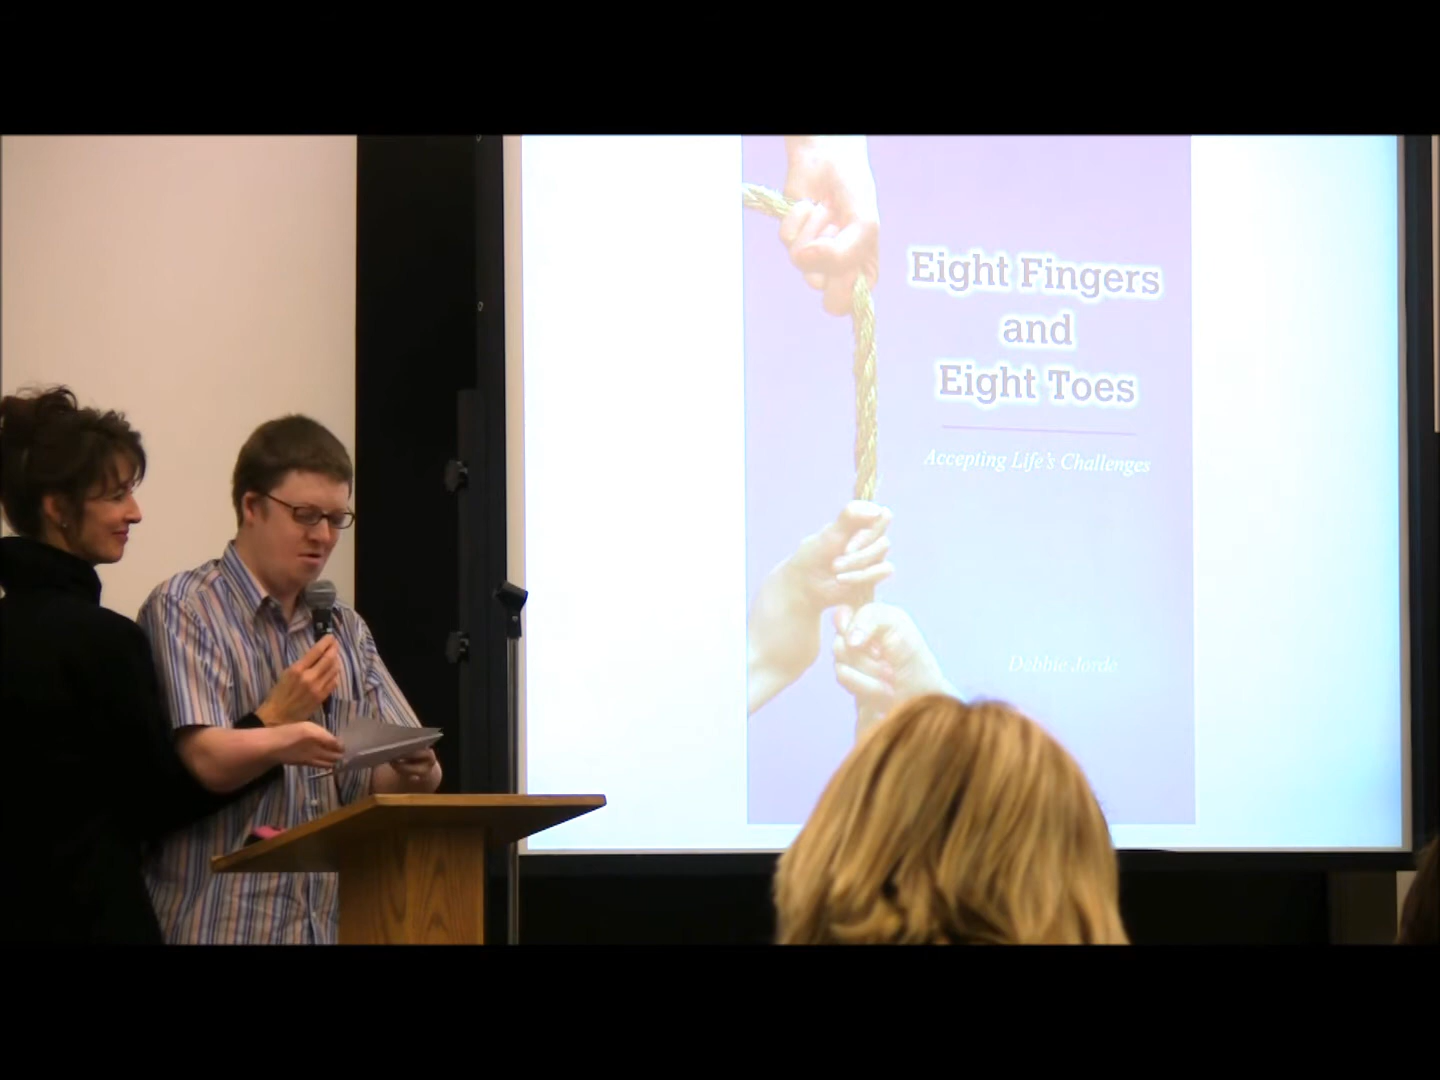 Eight Fingers
and
Eight Toes
Accepting Life's Challenges
Debbie Jorde